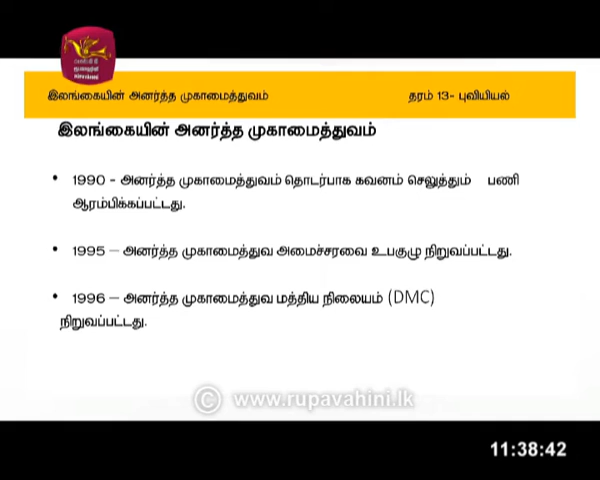 இலங்கையின் அனர்த்த முகாமைத்துவம் தரம் 13- புவியியல்
இலங்கையின் அனர்த்த முகாமைத்துவம்
• 1990 - அனர்த்த முகாமைத்துவம் தொடர்பாக கவனம் செலுத்தும் பணி
ஆரம்பிக்கப்பட்டது.
• 1995 – அனர்த்த முகாமைத்துவ அமைச்சரவை உபகுழு நிறுவப்பட்டது.
• 1996 – அனர்த்த முகாமைத்துவ மத்திய நிலையம் (DMC)
நிறுவப்பட்டது.
© www.rupavahini.lk
11:38:42